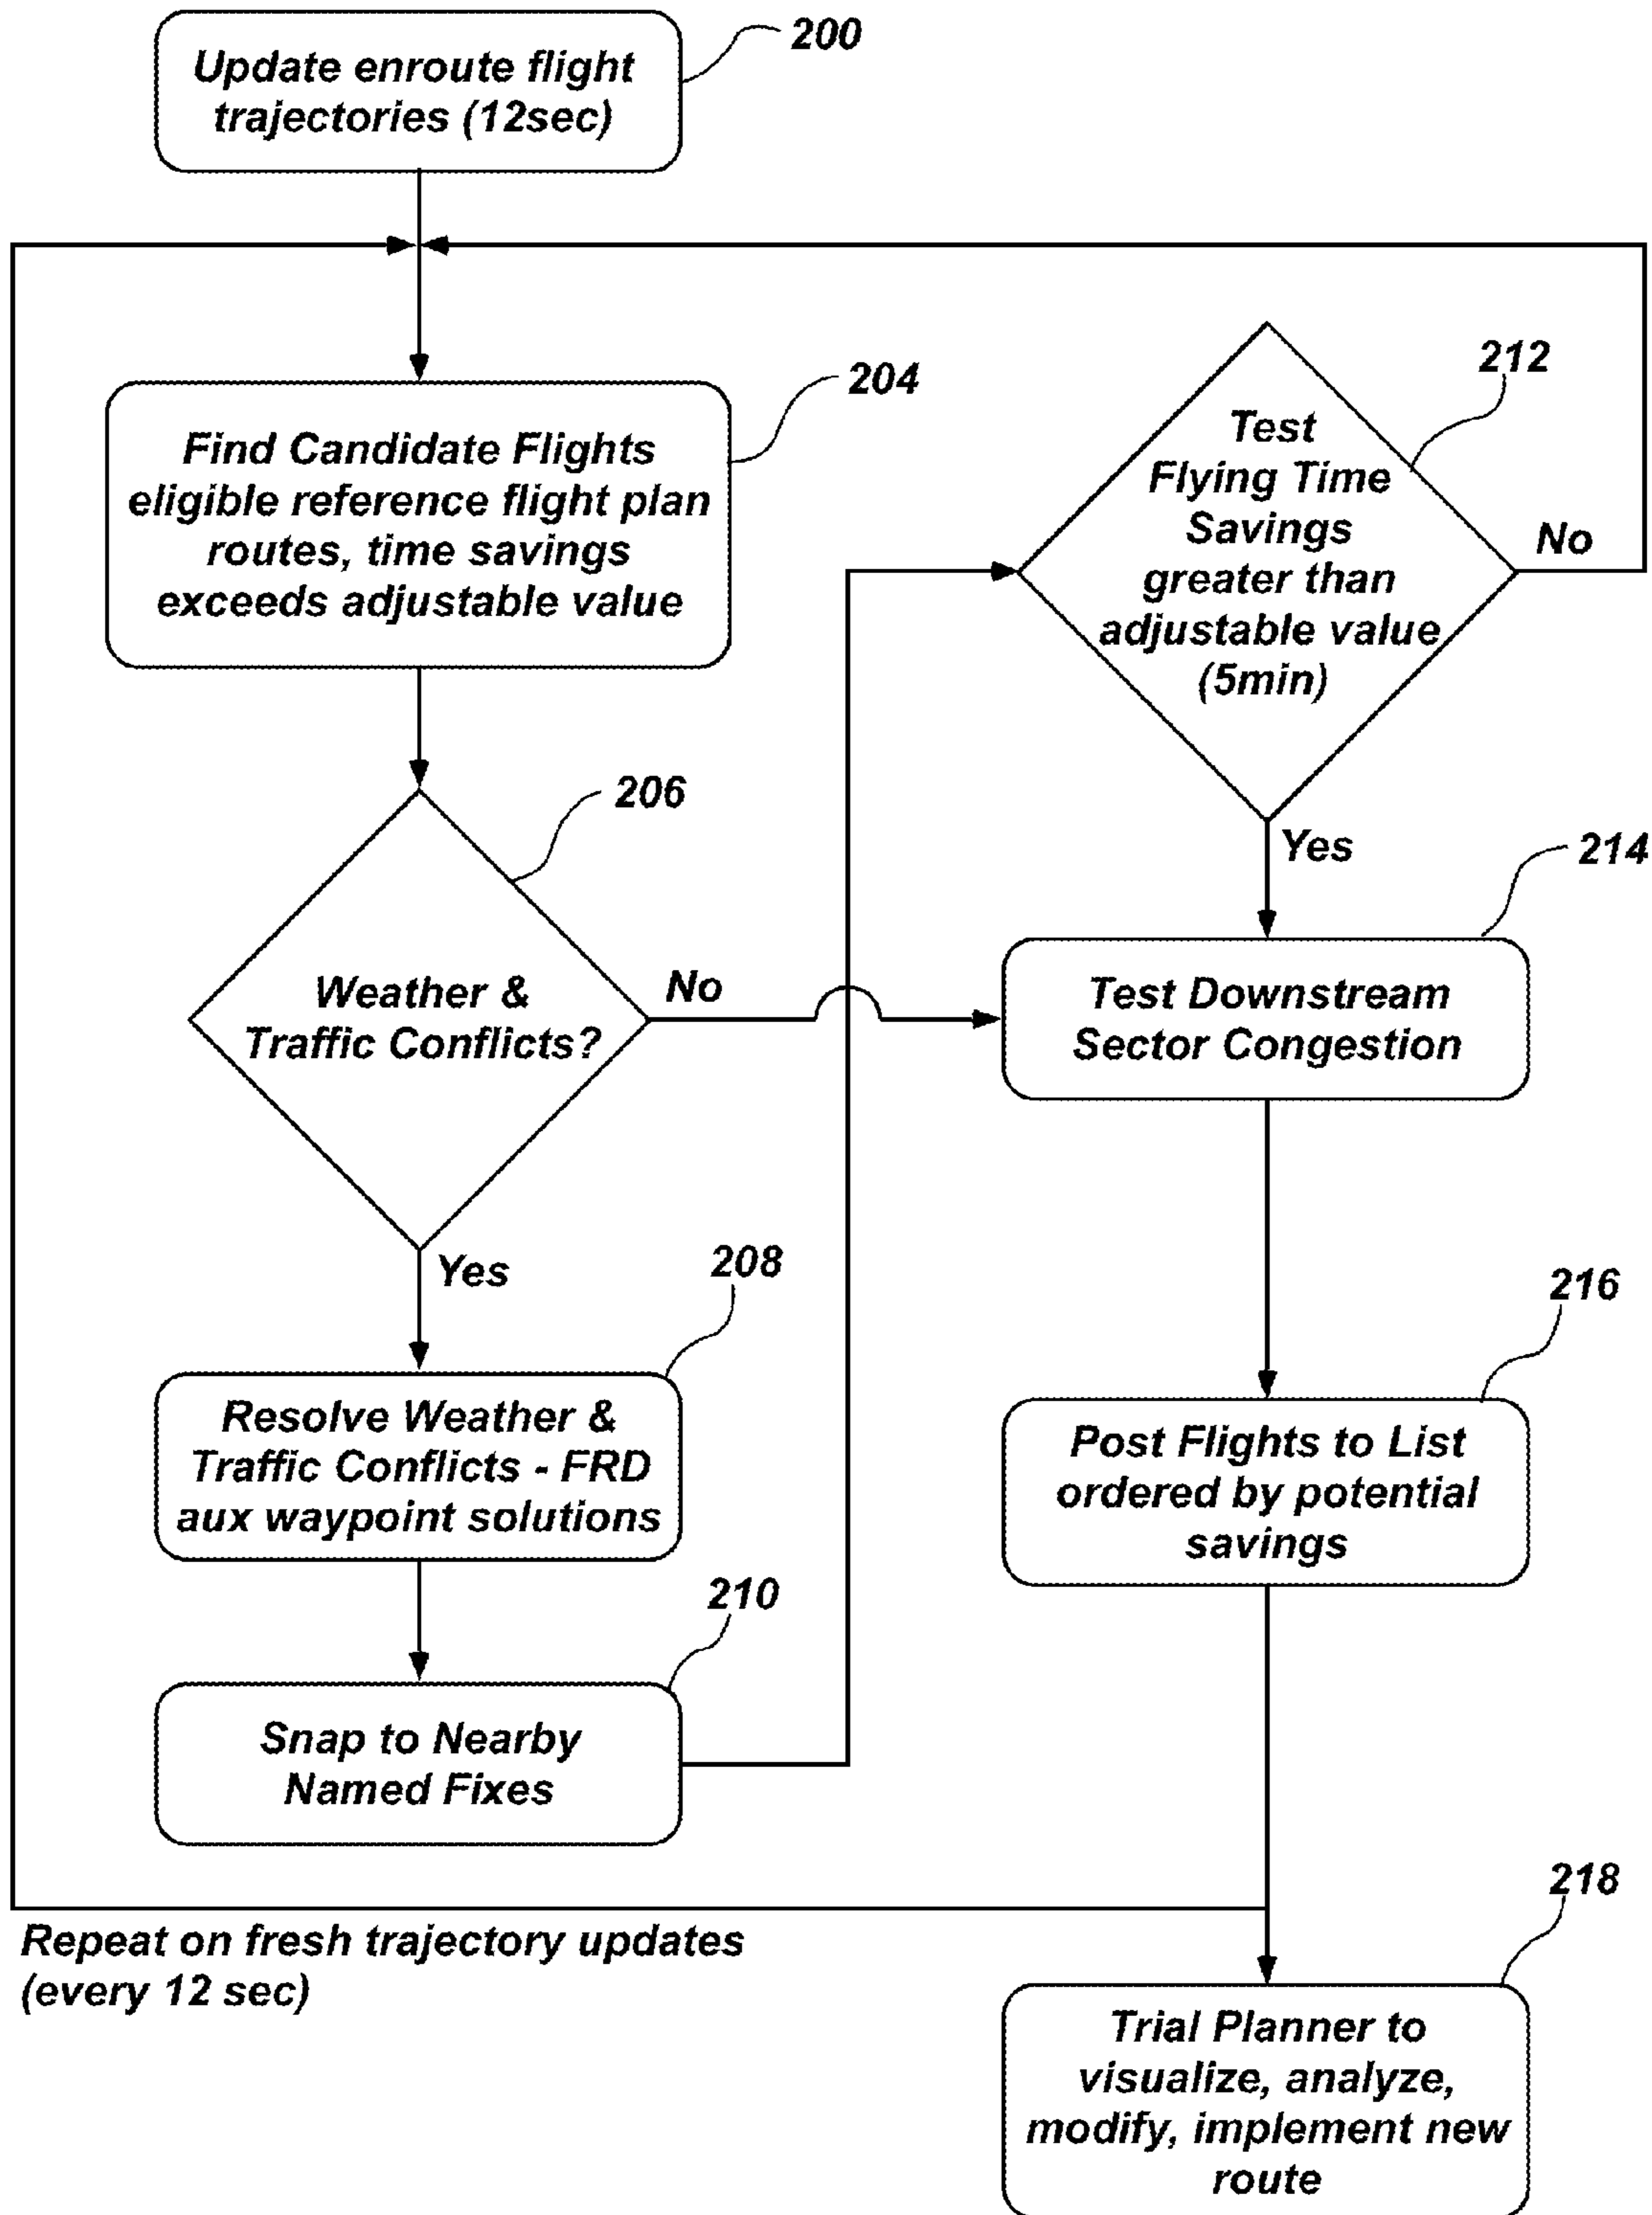 200
Update enroute flight
trajectories (12sec)
204
Find Candidate Flights
eligible reference flight plan
routes, time savings
exceeds adjustable value
212
Test
Flying Time
Savings
greater than
adjustable value
(5min)
No
Yes
206
Weather &
Traffic Conflicts?
No
Yes
214
Test Downstream
Sector Congestion
208
Resolve Weather &
Traffic Conflicts - FRD
aux waypoint solutions
216
Post Flights to List
ordered by potential
savings
210
Snap to Nearby
Named Fixes
Repeat on fresh trajectory updates
(every 12 sec)
218
Trial Planner to
visualize, analyze,
modify, implement new
route